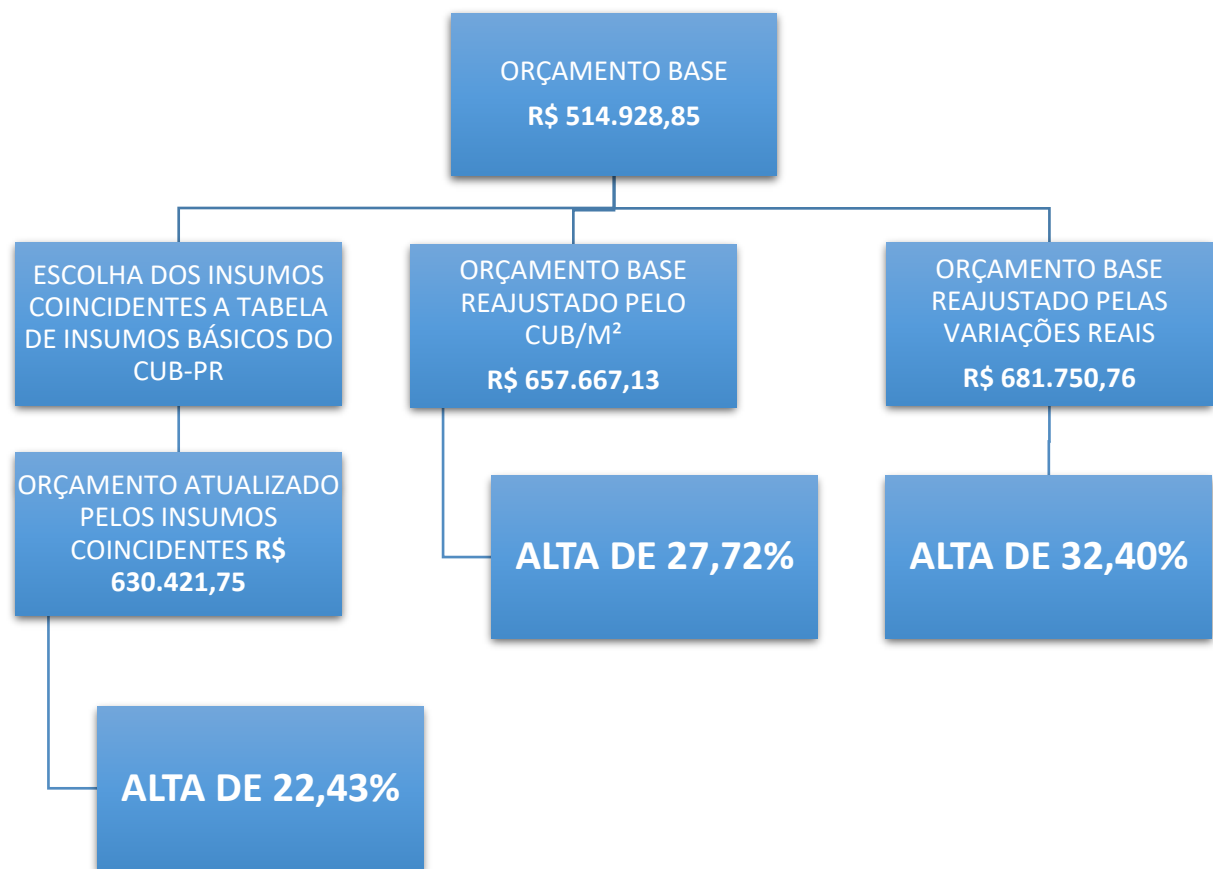 ORÇAMENTO BASE
R$ 514.928,85
ESCOLHA DOS INSUMOS
COINCIDENTES A TABELA
DE INSUMOS BÁSICOS DO
CUB-PR
ORÇAMENTO ATUALIZADO
PELOS INSUMOS
COINCIDENTES R$
630.421,75
ALTA DE 22,43%
ORÇAMENTO BASE
REAJUSTADO PELO
CUB/M²
R$ 657.667,13
ALTA DE 27,72%
ORÇAMENTO BASE
REAJUSTADO PELAS
VARIAÇÕES REAIS
R$ 681.750,76
ALTA DE 32,40%